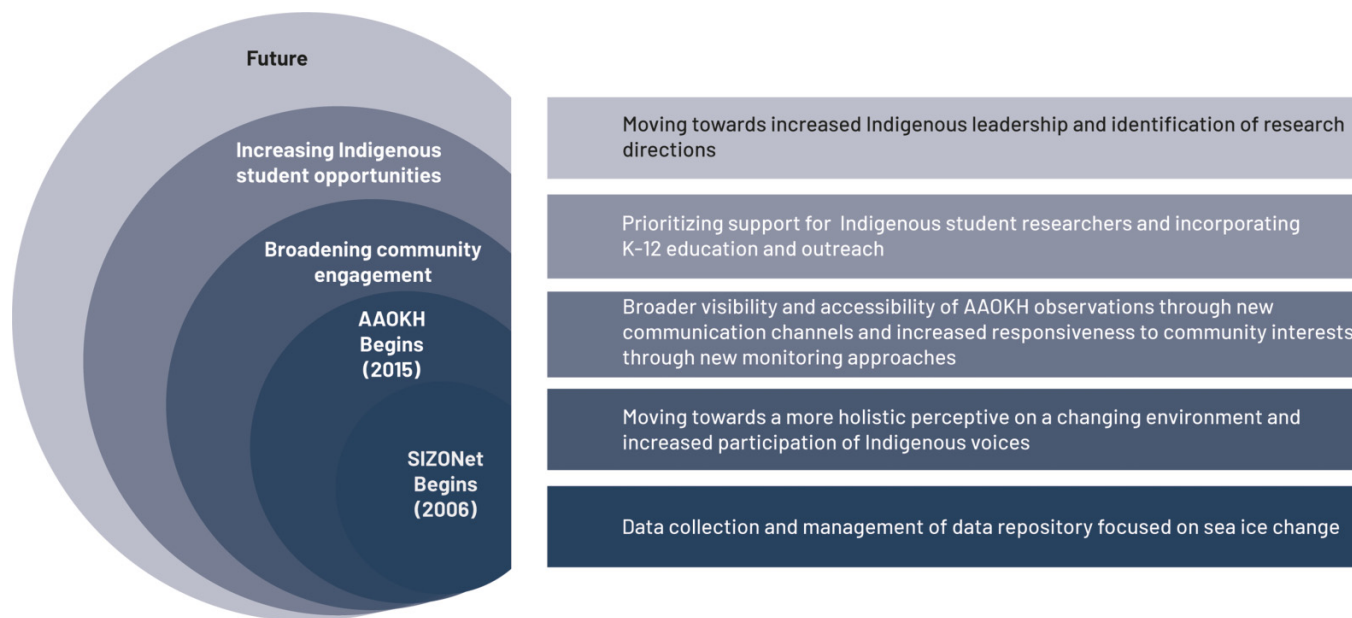 Future
Increasing Indigenous
student opportunities
Broadening community
engagement
AAOKH
Begins
(2015)
SIZONet
Begins
(2006)
Moving towards increased Indigenous leadership and identification of research
directions
Prioritizing support for Indigenous student researchers and incorporating
K-12 education and outreach
Broader visibility and accessibility of AAOKH observations through new
communication channels and increased responsiveness to community interests
through new monitoring approaches
Moving towards a more holistic perceptive on a changing environment and
increased participation of Indigenous voices
Data collection and management of data repository focused on sea ice change